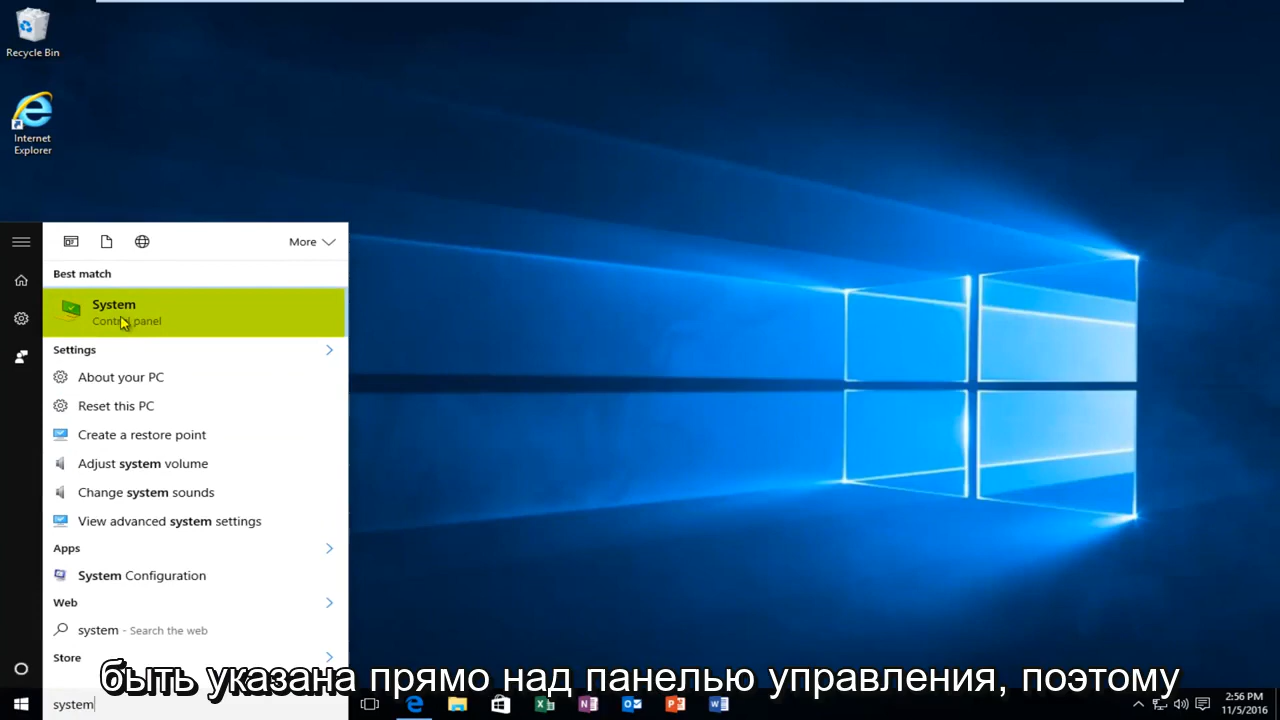 Recycle Bin
Internet
Explorer
More
Best match
System
Control panel
Settings
About your PC
Reset this PC
Create a restore point
Adjust system volume
Change system sounds
View advanced system settings
Apps
System Configuration
Web
system - Search the web
Store
быть указана прямо над панелью управления, поэтому
system
2:56 PM
11/5/2016